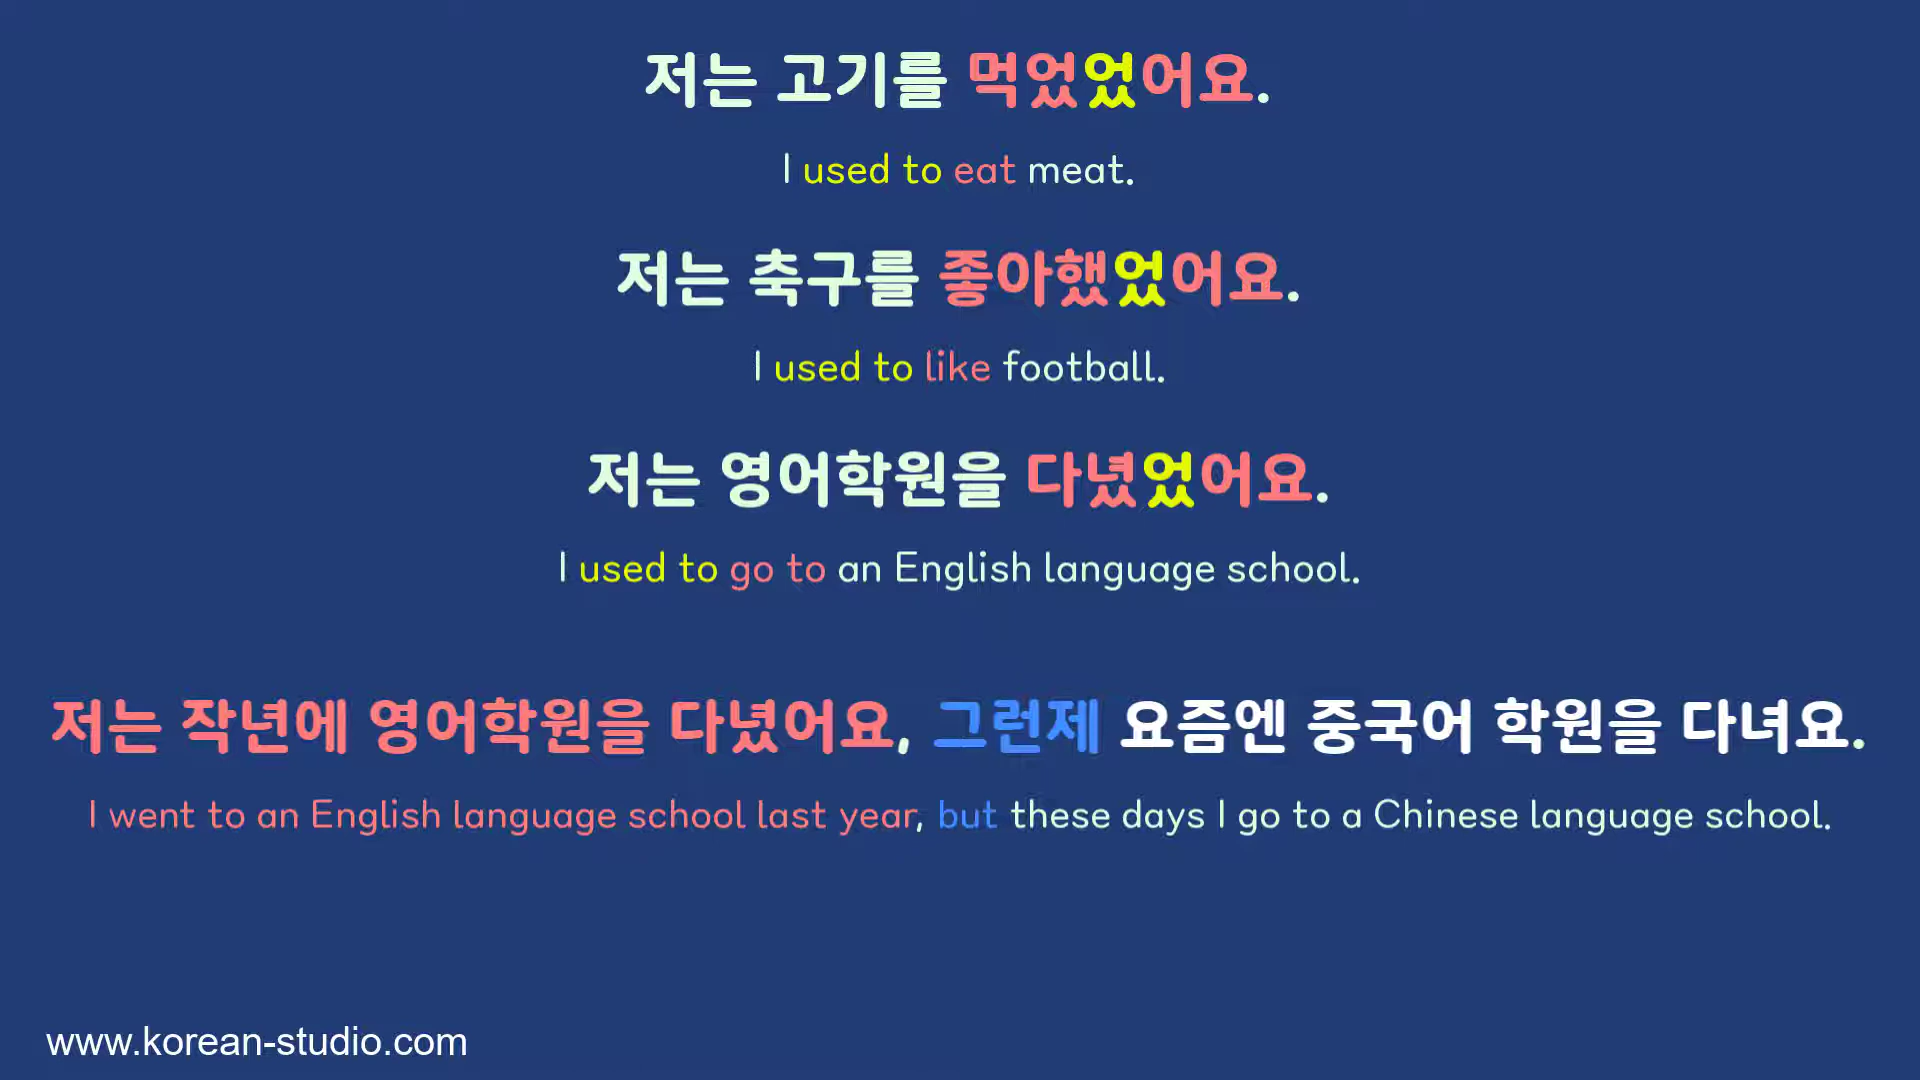 저는 고기를 먹었었어요.
I used to eat meat.
저는 축구를 좋아했었어요.
I used to like football.
저는 영어학원을 다녔었어요.
I used to go to an English language school.
저는 작년에 영어학원을 다녔어요, 그런제 요즘엔 중국어 학원을 다녀요.
I went to an English language school last year, but these days I go to a Chinese language school.
www.korean-studio.com